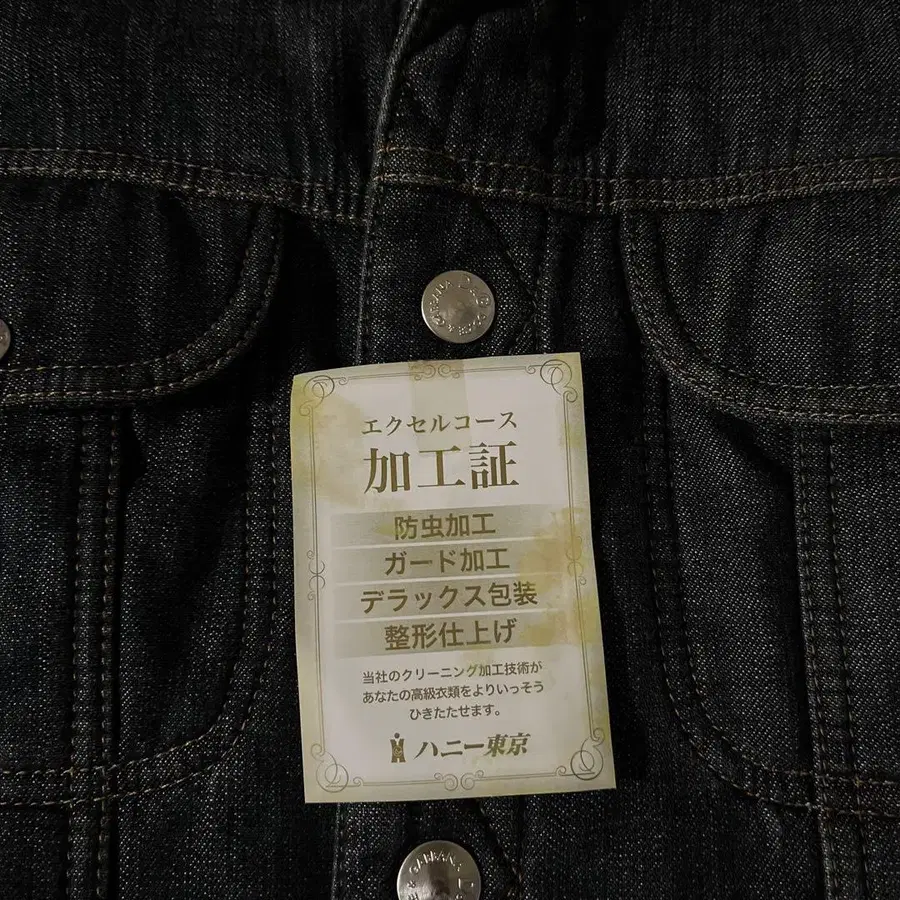 GABBANA D&G DOLCE &
エクセルコース
加工証
防虫加工
ガード加工
デラックス包装
整形仕上げ
当社のクリーニング加工技術が
あなたの高級衣類をよりいっそう
ひきたたせます。
ハニー東京
& GABBANA